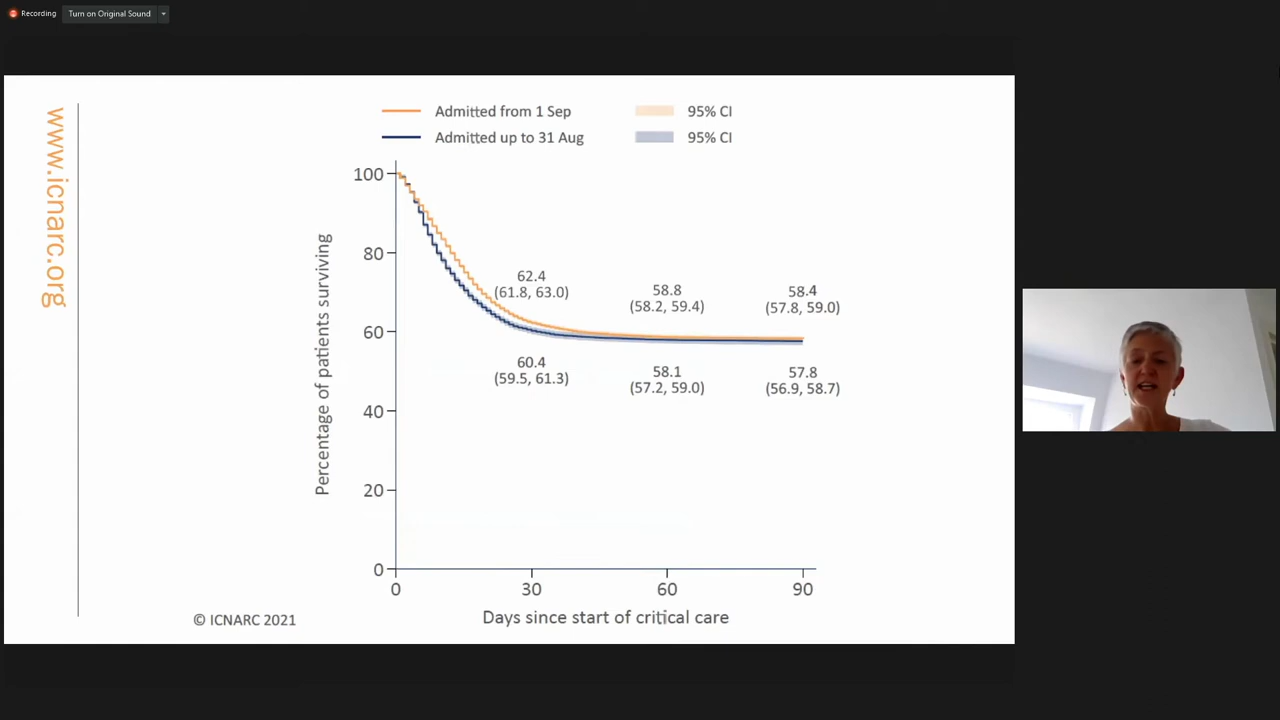 Recording
Turn on Original Sound
www.icnarc.org
Admitted from 1 Sep
95% CI
Admitted up to 31 Aug
95% CI
Percentage of patients surviving
100
80
60
40
20
0
62.4
(61.8, 63.0)
58.8
(58.2, 59.4)
58.4
(57.8, 59.0)
60.4
(59.5, 61.3)
58.1
(57.2, 59.0)
57.8
(56.9, 58.7)
0
30
60
90
Days since start of critical care
© ICNARC 2021